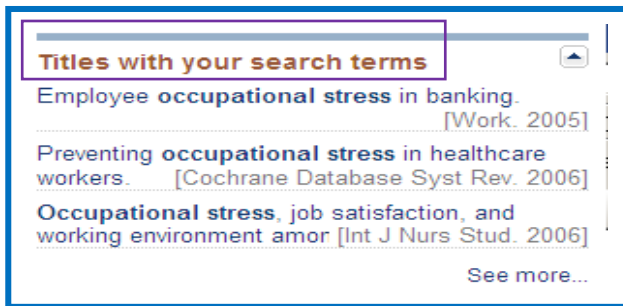 Titles with your search terms
Employee occupational stress in banking.
[Work. 2005]
Preventing occupational stress in healthcare
workers. [Cochrane Database Syst Rev. 2006]
Occupational stress, job satisfaction, and
working environment amor [Int J Nurs Stud. 2006]
See more...